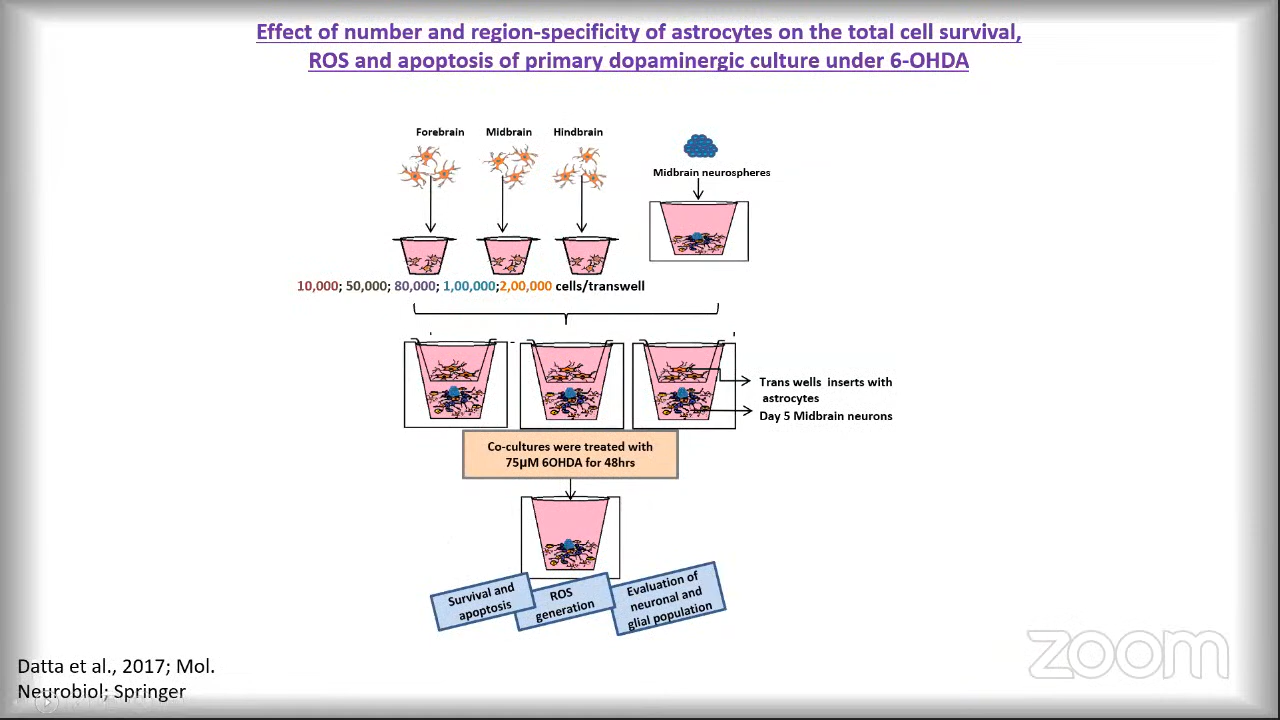 Effect of number and region-specificity of astrocytes on the total cell survival,
ROS and apoptosis of primary dopaminergic culture under 6-OHDA
Forebrain Midbrain Hindbrain
Midbrain neurospheres
10,000; 50,000; 80,000; 1,00,000;2,00,000 cells/transwell
Trans wells inserts with
astrocytes
Day 5 Midbrain neurons
Co-cultures were treated with
75µM 6OHDA for 48hrs
Survival and
apoptosis
ROS
generation
Evaluation of
neuronal and
glial population
Datta et al., 2017; Mol.
Neurobiol; Springer
zoom